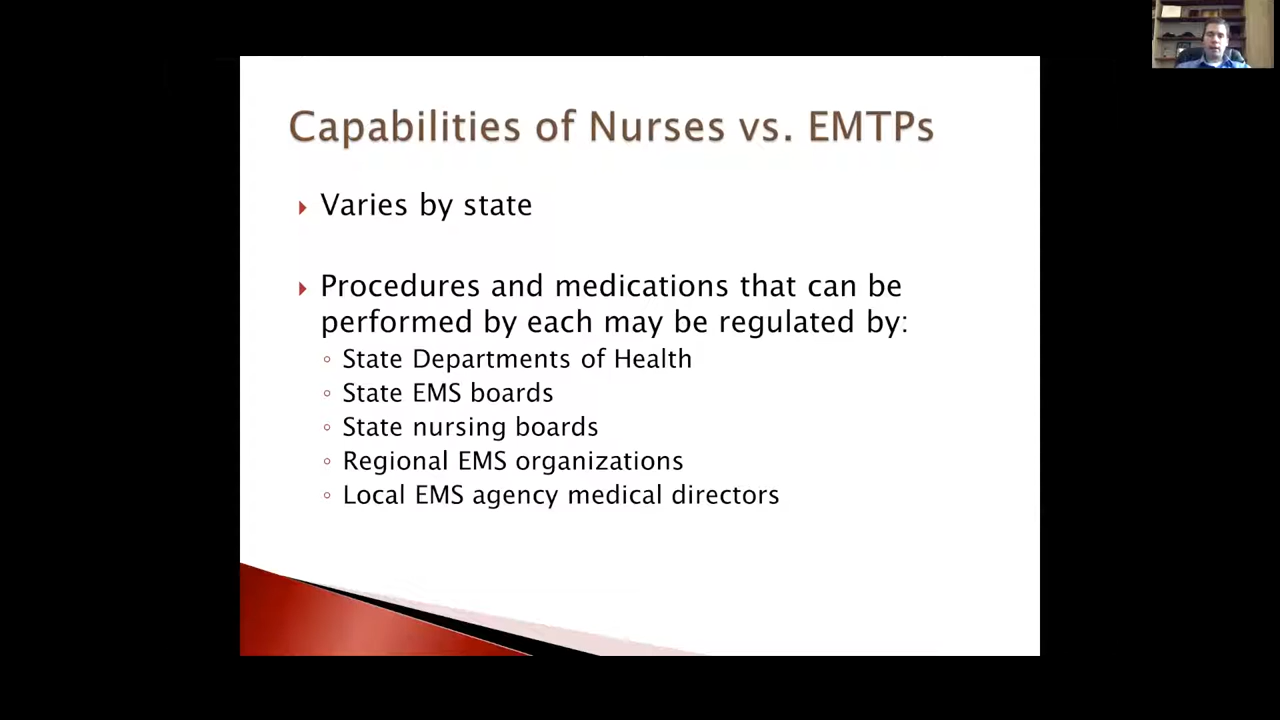 Capabilities of Nurses vs. EMTPs
Varies by state
Procedures and medications that can be
performed by each may be regulated by:
State Departments of Health
State EMS boards
State nursing boards
Regional EMS organizations
Local EMS agency medical directors